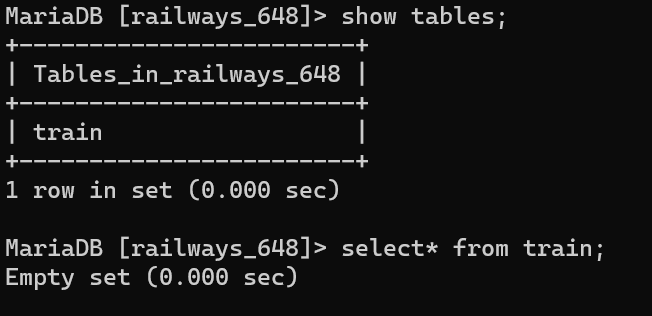 MariaDB [railways_648]> show tables;
+-----------------------+
| Tables_in_railways_648 |
+-----------------------+
| train                 |
+-----------------------+
1 row in set (0.000 sec)

MariaDB [railways_648]> select* from train;
Empty set (0.000 sec)